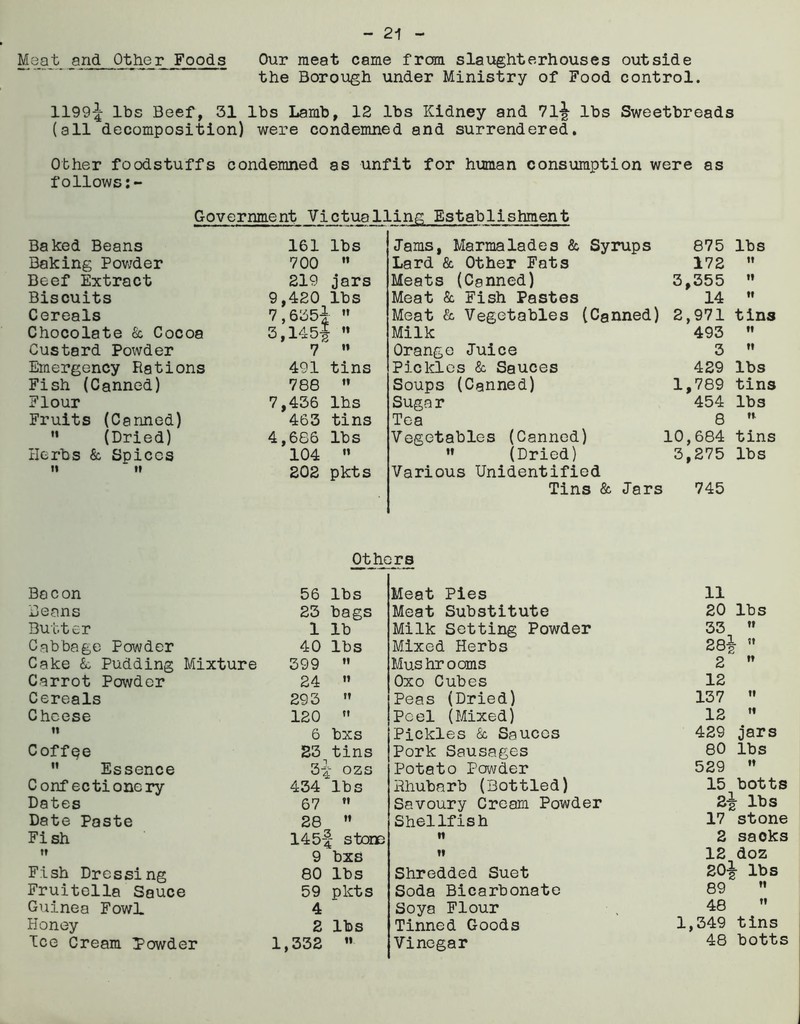 - 21 -
Meat and Other Foods Our meat came from slaughterhouses outside
the Borough under Ministry of Food control.
1199¼ lbs Beef, 31 lbs Lamb, 12 lbs Kidney and 71½ lbs Sweetbreads
(all decomposition) were condemned and surrendered.
Other foodstuffs condemned as unfit for human consumption were as
follows:-
Government Victualling Establishment
Baked Beans 161 lbs
Baking Powder 700 "
Beef Extract 219 jars
Biscuits 9,420 lbs
Cereals 7,635¼ "
Chocolate & Cocoa 3,145½ "
Custard Powder 7 "
Emergency Rations 491 tins
Fish (Canned) 788 "
Flour 7,436 lbs
Fruits (Canned) 463 tins
" (Dried) 4,686 lbs
Herbs & Spices 104 "
" " 202 pkts
Jams, Marmalades & Syrups 875 lbs
Lard & Other Fats 172 "
Meats (Canned) 3,355 "
Meat & Fish Pastes 14 "
Meat & Vegetables (Canned) 2,971 tins
Milk 493 "
Orange Juice 3 "
Pickles & Sauces 429 lbs
Soups (Canned) 1,789 tins
Sugar 454 lbs
Tea 8 "
Vegetables (Canned) 10,684 tins
" (Dried) 3,275 lbs
Various Unidentified
Tins & Jars 745
Others
Bacon 56 lbs
Beans 23 bags
Butter 1 lb
Cabbage Powder 40 lbs
Cake & Pudding Mixture 399 "
Carrot Powder 24 "
Cereals 293 "
Cheese 120 "
" 6 bxs
Coffee 23 tins
" Essence 3½ ozs
Confectionery 434 lbs
Dates 67 "
Date Paste 28 "
Fish 145¾ stone
" 9 bxs
Fish Dressing 80 lbs
Fruitella Sauce 59 pkts
Guinea Fowl 4
Honey 2 lbs
Ice Cream Powder 1,332 "
Meat Pies 11
Meat Substitute 20 lbs
Milk Setting Powder 33 "
Mixed Herbs 28½ "
Mushrooms 2 "
Oxo Cubes 12
Peas (Dried) 137 "
Peel (Mixed) 12 "
Pickles & Sauces 429 jars
Pork Sausages 80 lbs
Potato Powder 529 "
Rhubarb (Bottled) 15 botts
Savoury Cream Powder 2½ lbs
Shellfish 17 stone
" 2 sacks
" 12 doz
Shredded Suet 20½ lbs
Soda Bicarbonate 89 "
Soya Flour 48 "
Tinned Goods 1,349 tins
Vinegar 48 botts